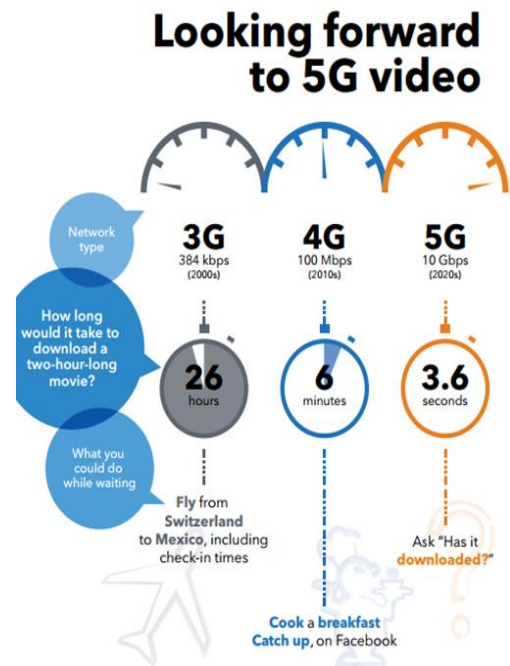 Looking forward
to 5G video
Network
type
3G
384 kbps
(2000s)
4G
100 Mbps
(2010s)
5G
10 Gbps
(2020s)
How long
would it take to
download a
two-hour-long
movie?
26
hours
6
minutes
3.6
seconds
What you
could do
while waiting
Fly from
Switzerland
to Mexico, including
check-in times
Cook a breakfast
Catch up, on Facebook
Ask "Has it
downloaded?"